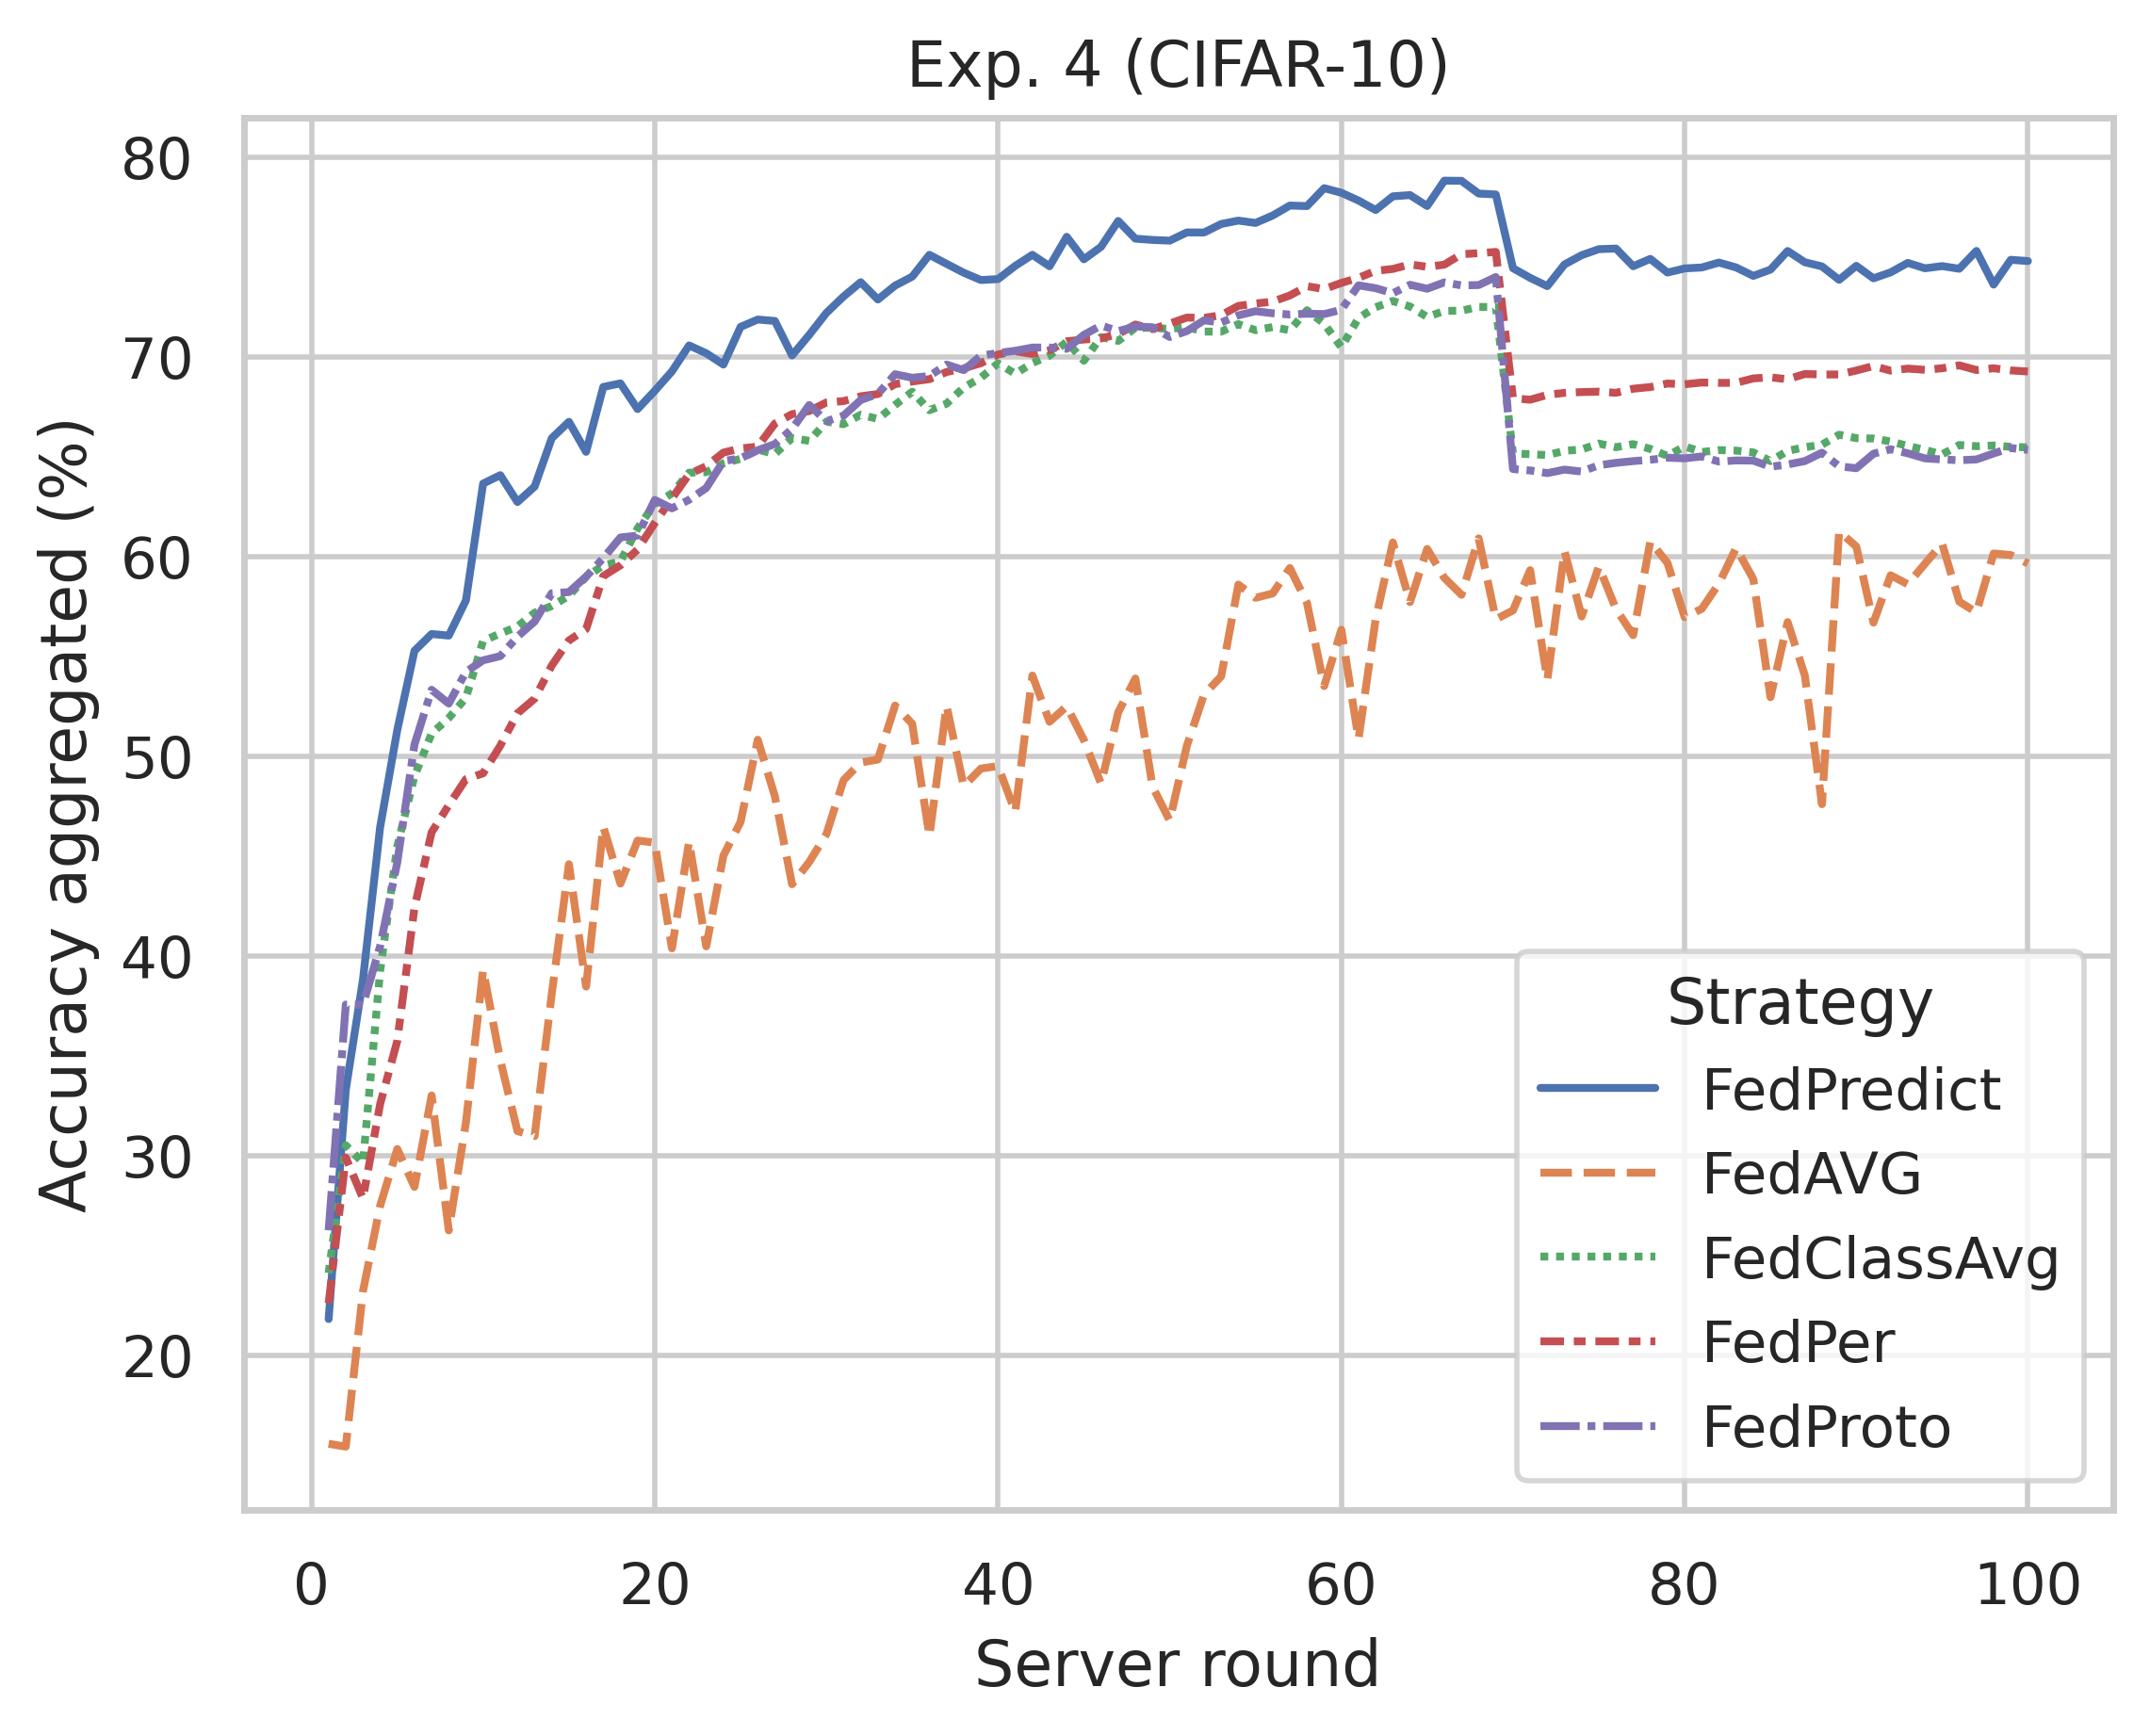 Exp. 4 (CIFAR-10)
Accuracy aggregated (%)
80
70
60
50
40
30
20
0 20 40 60 80 100
Server round
Strategy
FedPredict
FedAVG
FedClassAvg
FedPer
FedProto